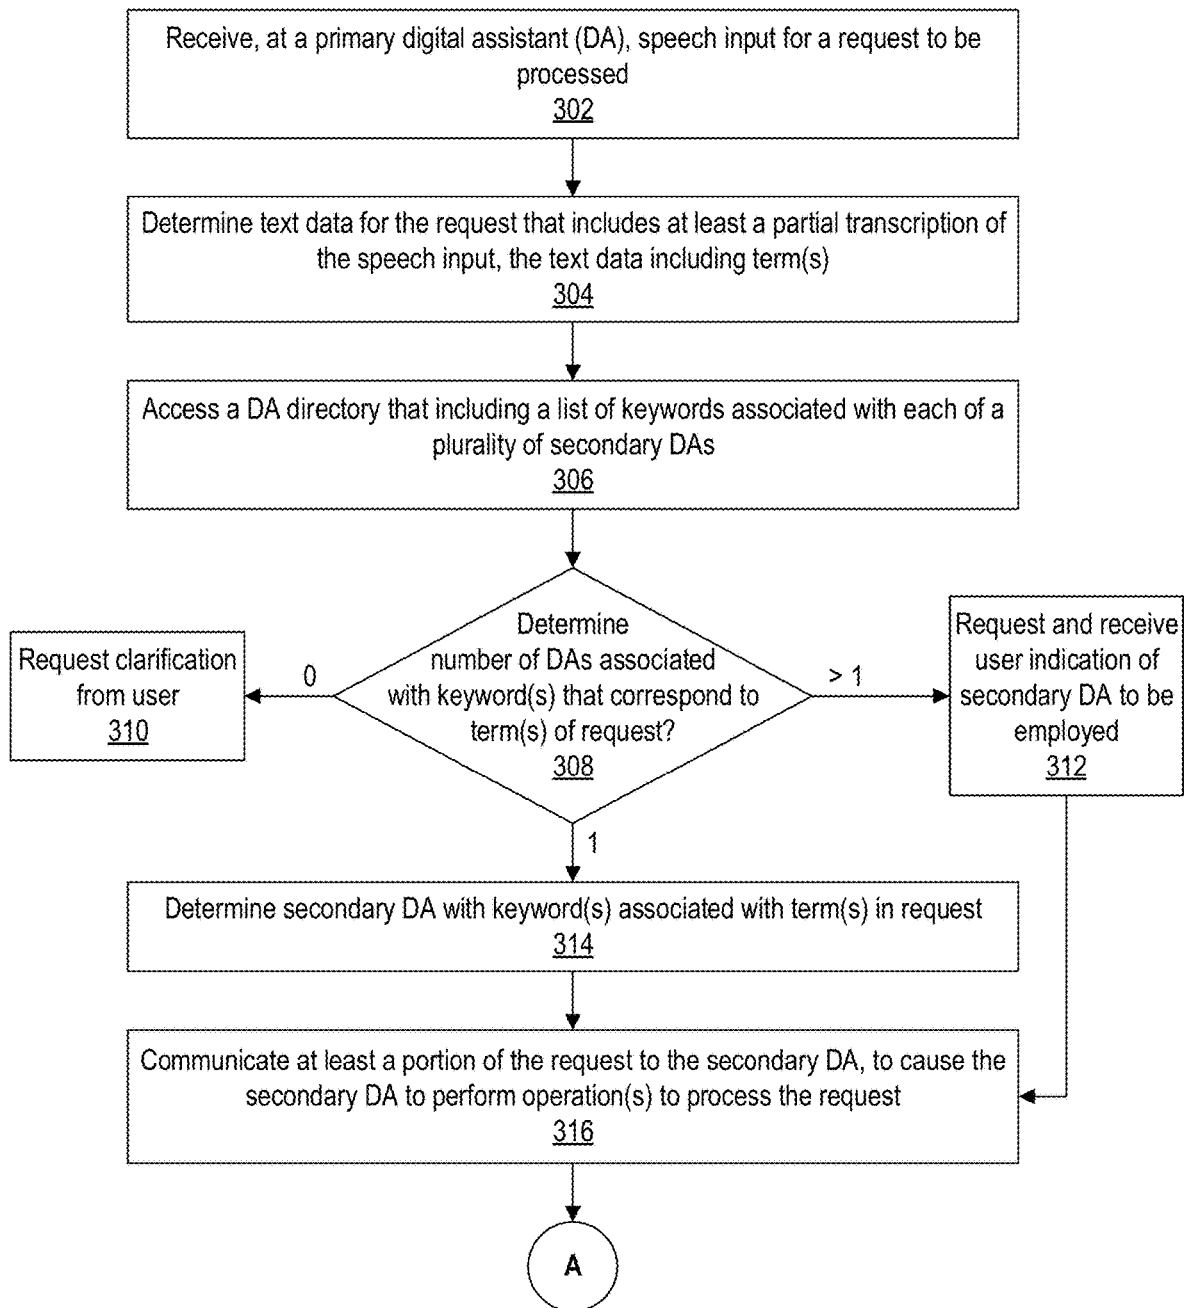 Receive, at a primary digital assistant (DA), speech input for a request to be
processed
302
Determine text data for the request that includes at least a partial transcription of
the speech input, the text data including term(s)
304
Access a DA directory that including a list of keywords associated with each of a
plurality of secondary DAs
306
Determine
number of DAs associated
with keyword(s) that correspond to
term(s) of request?
308
0
Request clarification
from user
310
> 1
Request and receive
user indication of
secondary DA to be
employed
312
1
Determine secondary DA with keyword(s) associated with term(s) in request
314
Communicate at least a portion of the request to the secondary DA, to cause the
secondary DA to perform operation(s) to process the request
316
A